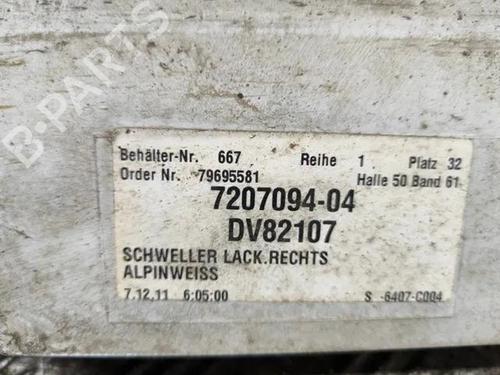 B-PARTS
Behälter-Nr. 667 Reihe 1 Platz 32
Order Nr. 79695581 Halle 50 Band 61
7207094-04
DV82107
SCHWELLER LACK.RECHTS
ALPINWEISS
7.12.11 6:05:00 S -6407-C004